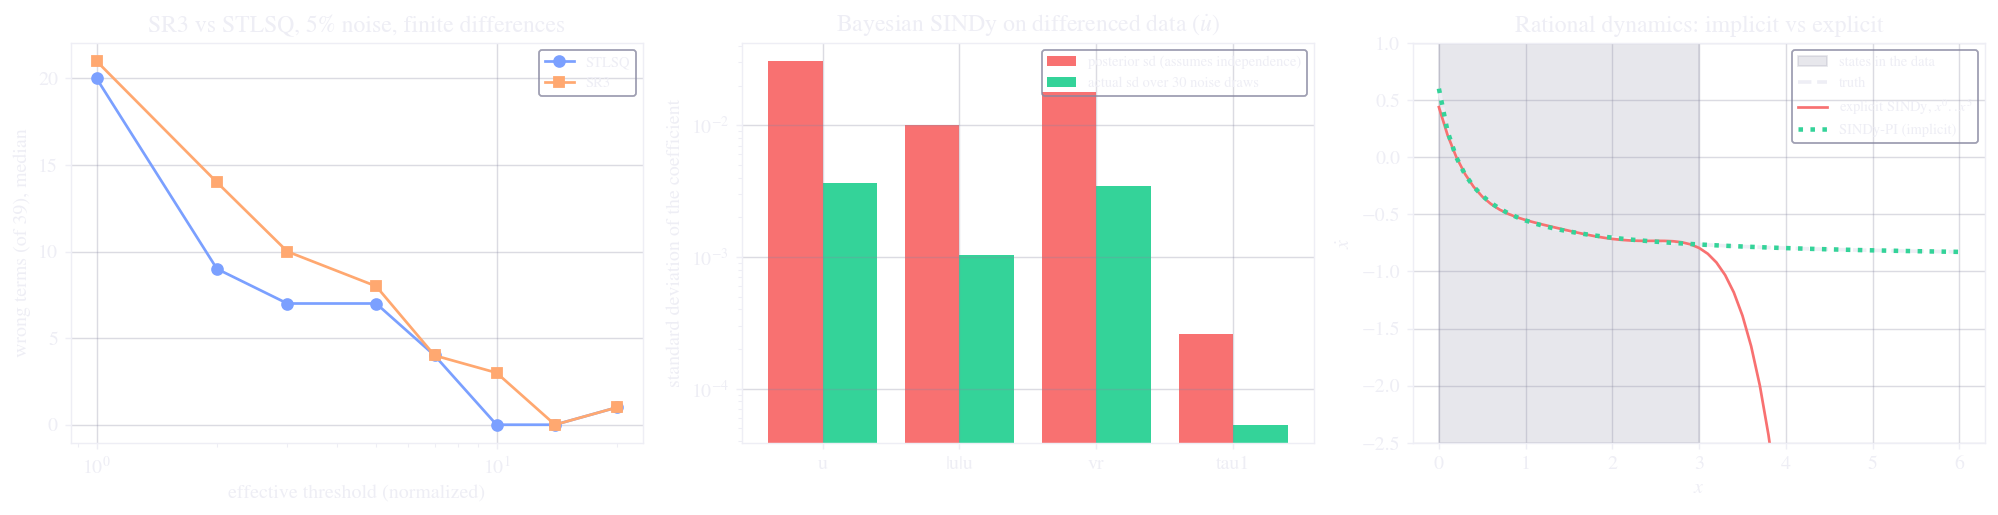 SR3 vs STLSQ, 5% noise, finite differences
wrong terms (of 39), median
20
15
10
5
0
STLSQ
SR3
10⁰
10¹
effective threshold (normalized)
Bayesian SINDy on differenced data (u̇)
standard deviation of the coefficient
10⁻²
10⁻³
10⁻⁴
posterior sd (assumes independence)
actual sd over 30 noise draws
u
|u|u
vr
tau1
Rational dynamics: implicit vs explicit
ẋ
1.0
0.5
0.0
−0.5
−1.0
−1.5
−2.0
−2.5
states in the data
truth
explicit SINDy,
SINDy-PI (implicit)
0
1
2
3
4
5
6
x